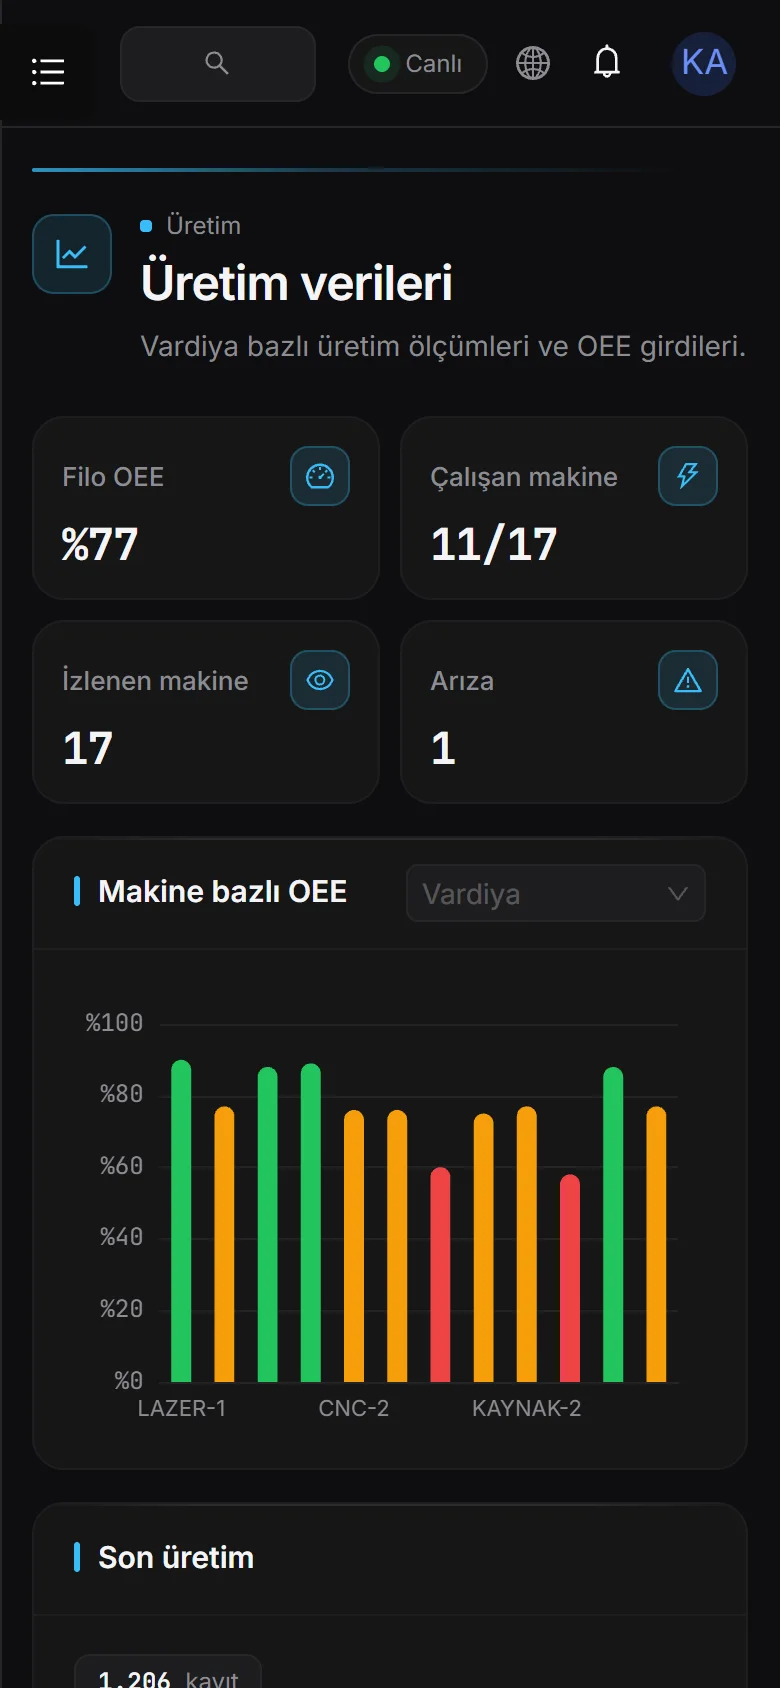 Canlı
KA
Üretim
Üretim verileri
Vardiya bazlı üretim ölçümleri ve OEE girdileri.
Filo OEE
%77
Çalışan makine
11/17
İzlenen makine
17
Arıza
1
Makine bazlı OEE
Vardiya
%100
%80
%60
%40
%20
%0
LAZER-1 CNC-2 KAYNAK-2
Son üretim
1.206 kayıt